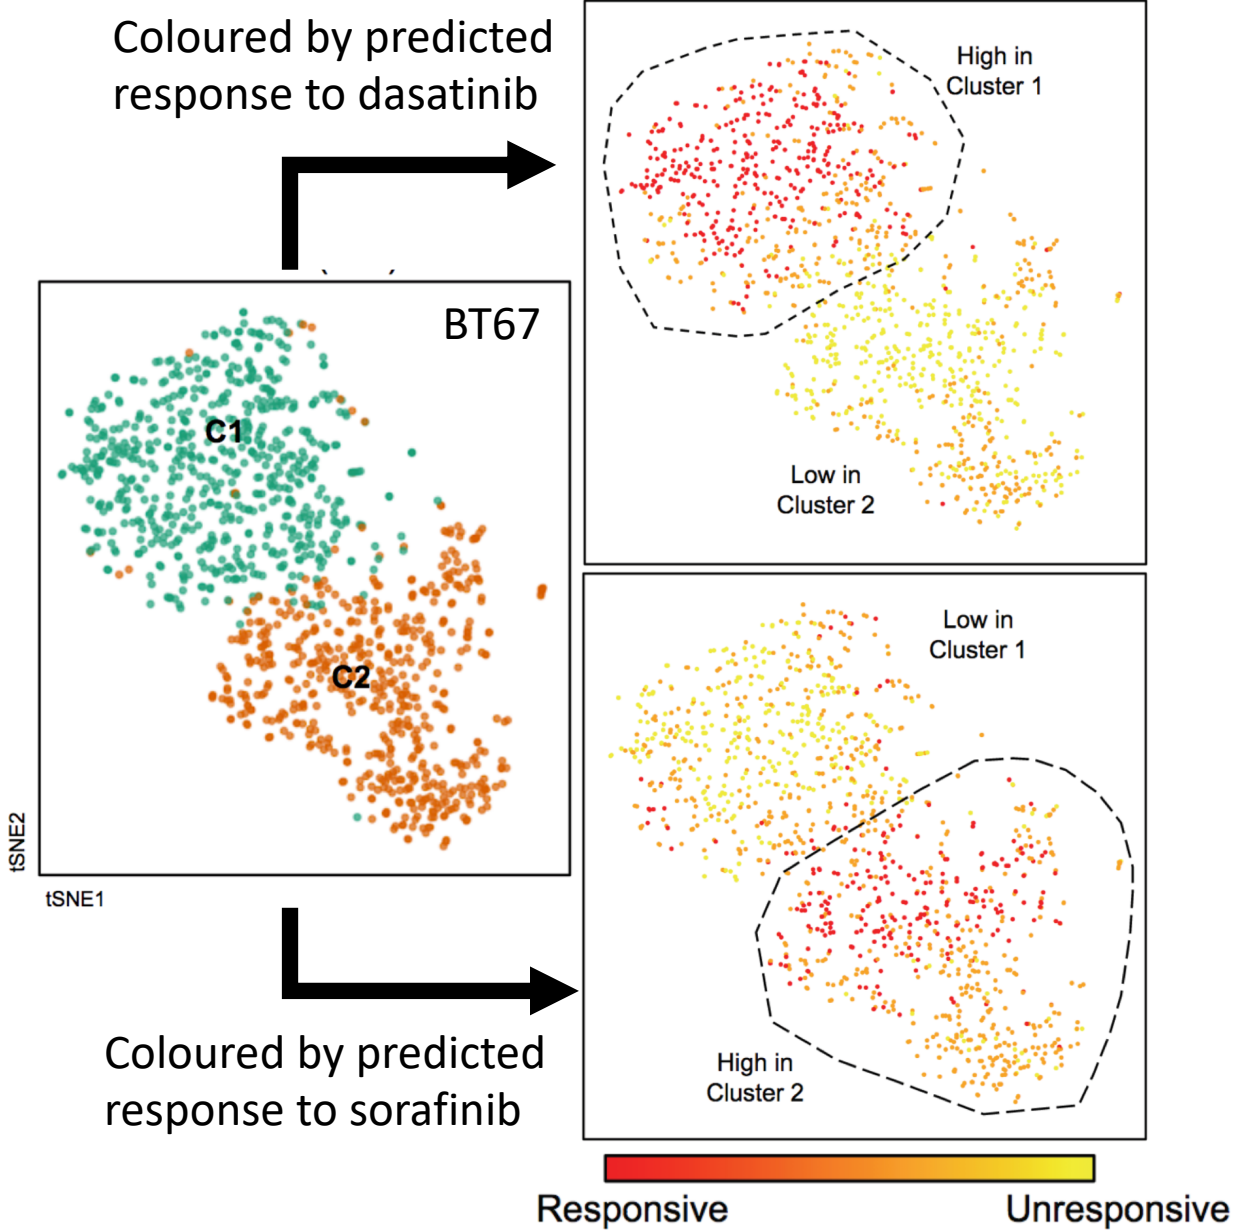 Coloured by predicted
response to dasatinib
High in
Cluster 1
Low in
Cluster 2
BT67
C1
C2
tSNE2
tSNE1
Low in
Cluster 1
High in
Cluster 2
Coloured by predicted
response to sorafinib
Responsive
Unresponsive